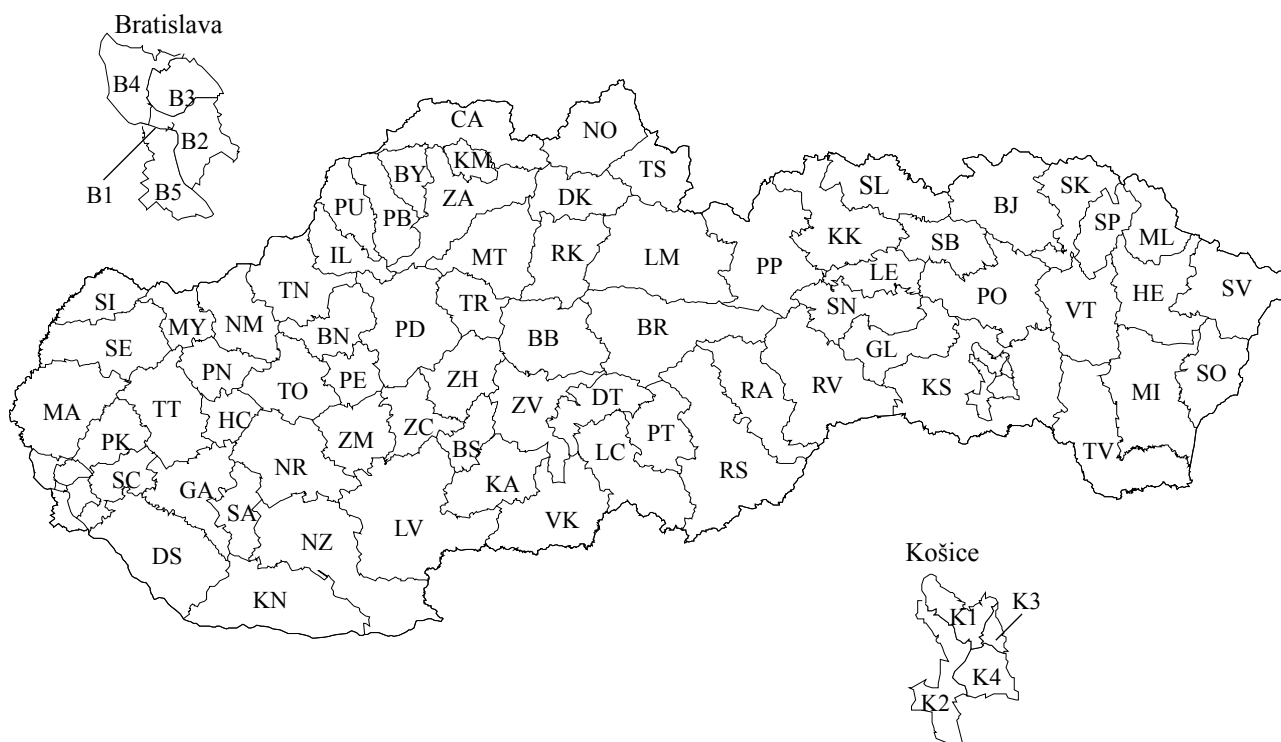 Bratislava
B4
B3
B2
B1
B5
CA
NO
BY
KM
TS
PU
PB
ZA
DK
SL
SK
BJ
SP
KK
SB
ML
IL
MT
RK
LM
PP
LE
TN
TR
SN
PO
VT
HE
SV
SI
MY
NM
BN
PD
BB
BR
GL
SE
PN
TO
PE
ZH
RA
RV
KS
SO
MA
TT
HC
ZM
ZC
ZV
DT
MI
PK
BS
LC
PT
TV
SC
GA
NR
KA
RS
SA
DS
NZ
LV
VK
KN
Košice
K1
K3
K4
K2